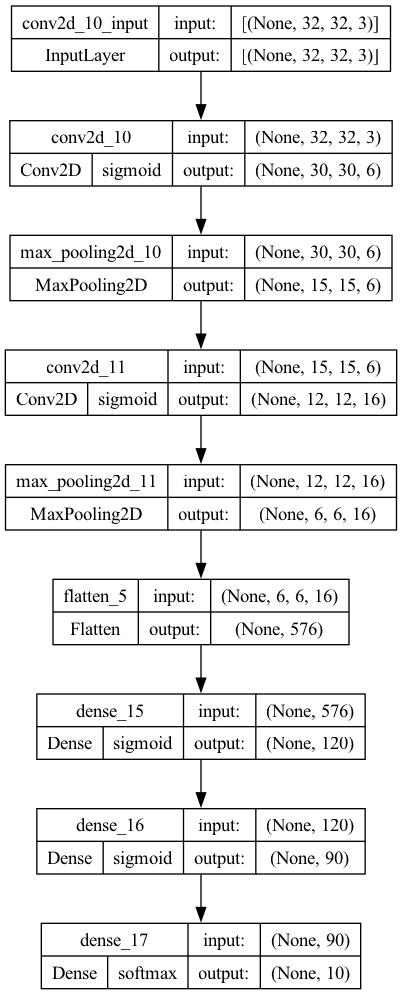 conv2d_10_input input: [(None, 32, 32, 3)]
InputLayer output: [(None, 32, 32, 3)]
conv2d_10 input: (None, 32, 32, 3)
Conv2D sigmoid output: (None, 30, 30, 6)
max_pooling2d_10 input: (None, 30, 30, 6)
MaxPooling2D output: (None, 15, 15, 6)
conv2d_11 input: (None, 15, 15, 6)
Conv2D sigmoid output: (None, 12, 12, 16)
max_pooling2d_11 input: (None, 12, 12, 16)
MaxPooling2D output: (None, 6, 6, 16)
flatten_5 input: (None, 6, 6, 16)
Flatten output: (None, 576)
dense_15 input: (None, 576)
Dense sigmoid output: (None, 120)
dense_16 input: (None, 120)
Dense sigmoid output: (None, 90)
dense_17 input: (None, 90)
Dense softmax output: (None, 10)